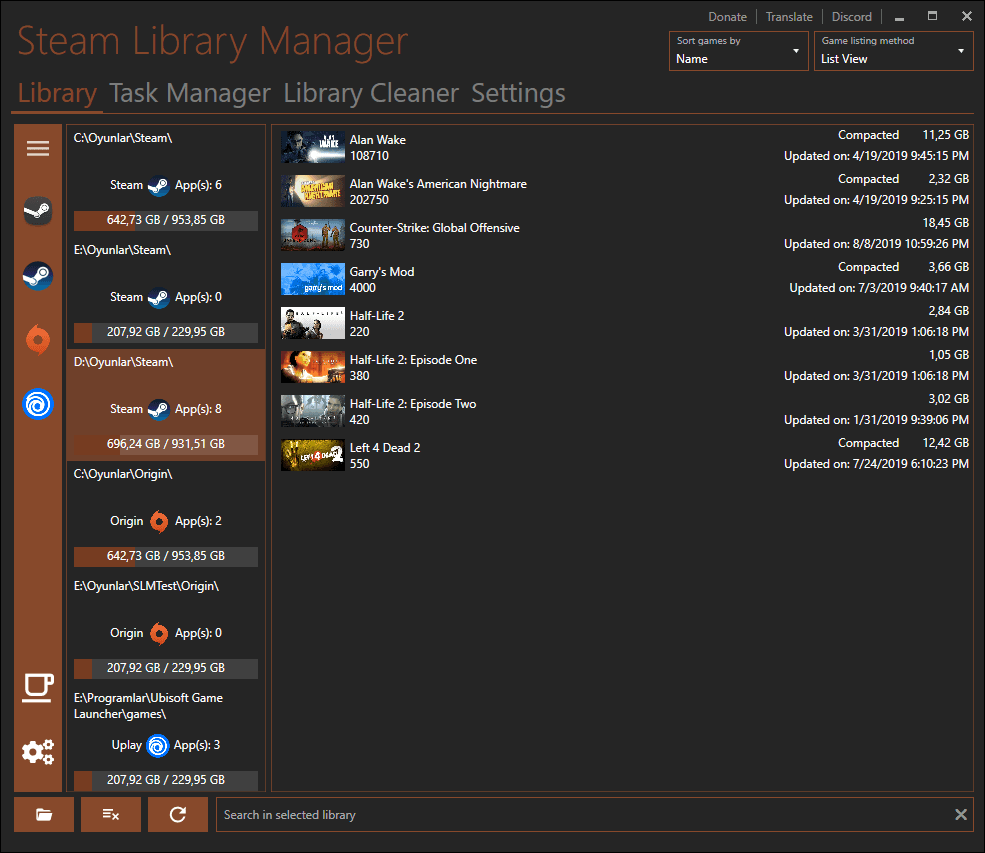 Donate
Translate
Discord
Steam Library Manager
Sort games by
Name
Game listing method
List View
Library
Task Manager
Library Cleaner
Settings
C:\Oyunlar\Steam\
Steam App(s): 6
642,73 GB / 953,85 GB
E:\Oyunlar\Steam\
Steam App(s): 0
207,92 GB / 229,95 GB
D:\Oyunlar\Steam\
Steam App(s): 8
696,24 GB / 931,51 GB
C:\Oyunlar\Origin\
Origin App(s): 2
642,73 GB / 953,85 GB
E:\Oyunlar\SLMTest\Origin\
Origin App(s): 0
207,92 GB / 229,95 GB
E:\Programlar\Ubisoft Game
Launcher\games\
Uplay App(s): 3
207,92 GB / 229,95 GB
Alan Wake
108710
Compacted 11,25 GB
Updated on: 4/19/2019 9:45:15 PM
Alan Wake's American Nightmare
202750
Compacted 2,32 GB
Updated on: 4/19/2019 9:25:15 PM
Counter-Strike: Global Offensive
730
18,45 GB
Updated on: 8/8/2019 10:59:26 PM
garry's mod
Garry's Mod
4000
Compacted 3,66 GB
Updated on: 7/3/2019 9:40:17 AM
HALF-LIFE 2
Half-Life 2
220
2,84 GB
Updated on: 3/31/2019 1:06:18 PM
Half-Life 2: Episode One
380
1,05 GB
Updated on: 3/31/2019 1:06:18 PM
Half-Life 2: Episode Two
420
3,02 GB
Updated on: 1/31/2019 9:39:06 PM
LEFT 4 DEAD 2
Left 4 Dead 2
550
Compacted 12,42 GB
Updated on: 7/24/2019 6:10:23 PM
Search in selected library